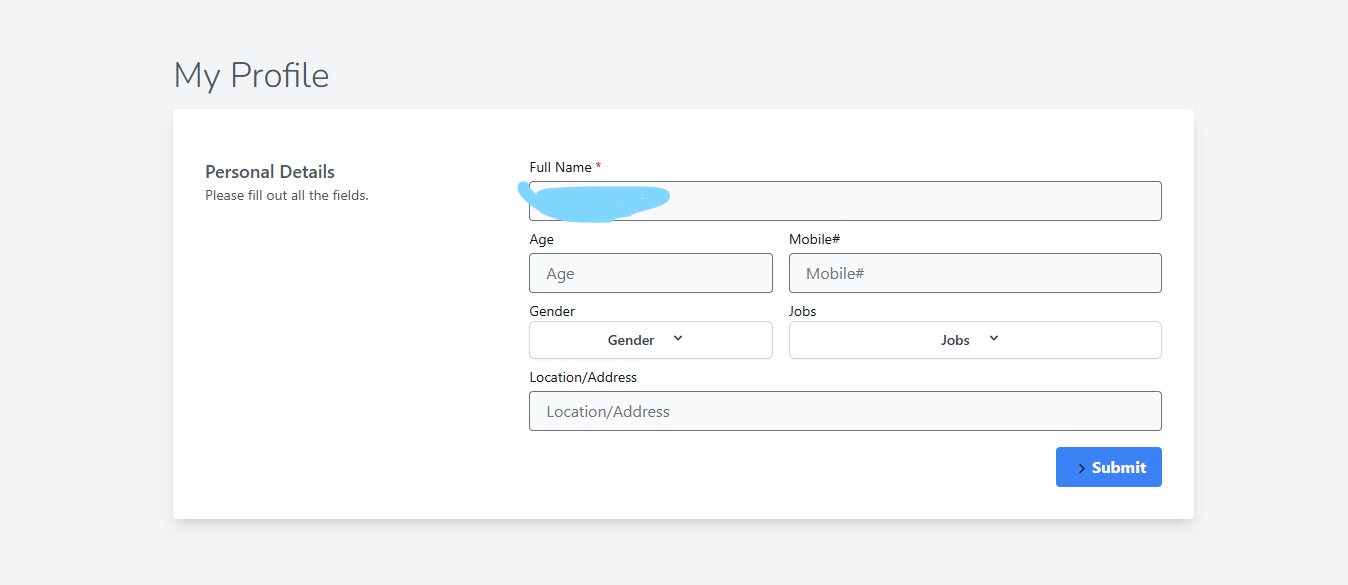 My Profile
Personal Details
Please fill out all the fields.
Full Name *
Age
Mobile#
Age
Mobile#
Gender
Jobs
Gender
Jobs
Location/Address
Location/Address
> Submit